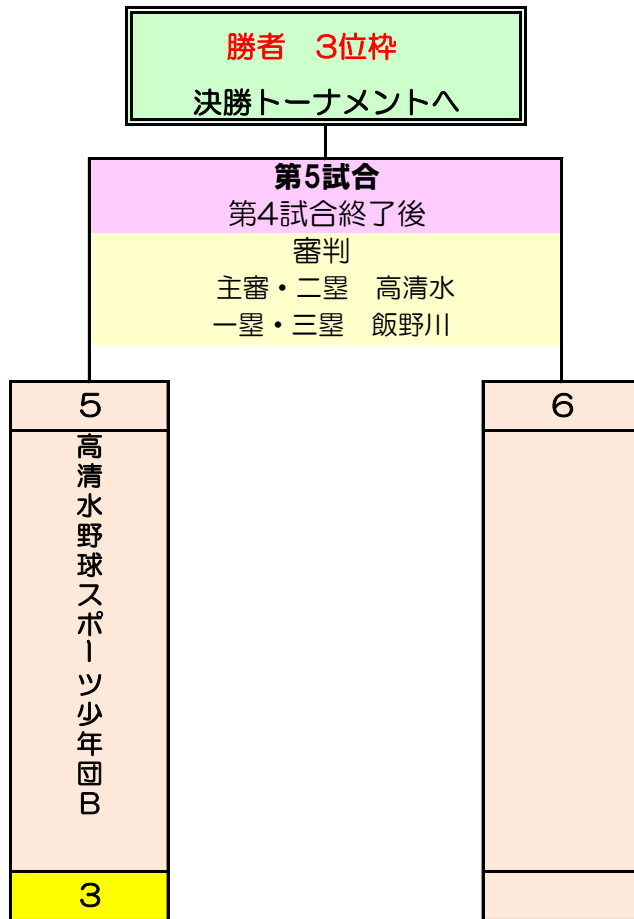 勝者　3位枠
決勝トーナメントへ
第5試合
第4試合終了後
審判
主審・二塁　高清水
一塁・三塁　飯野川
5
6
高清水野球スポーツ少年団B
3